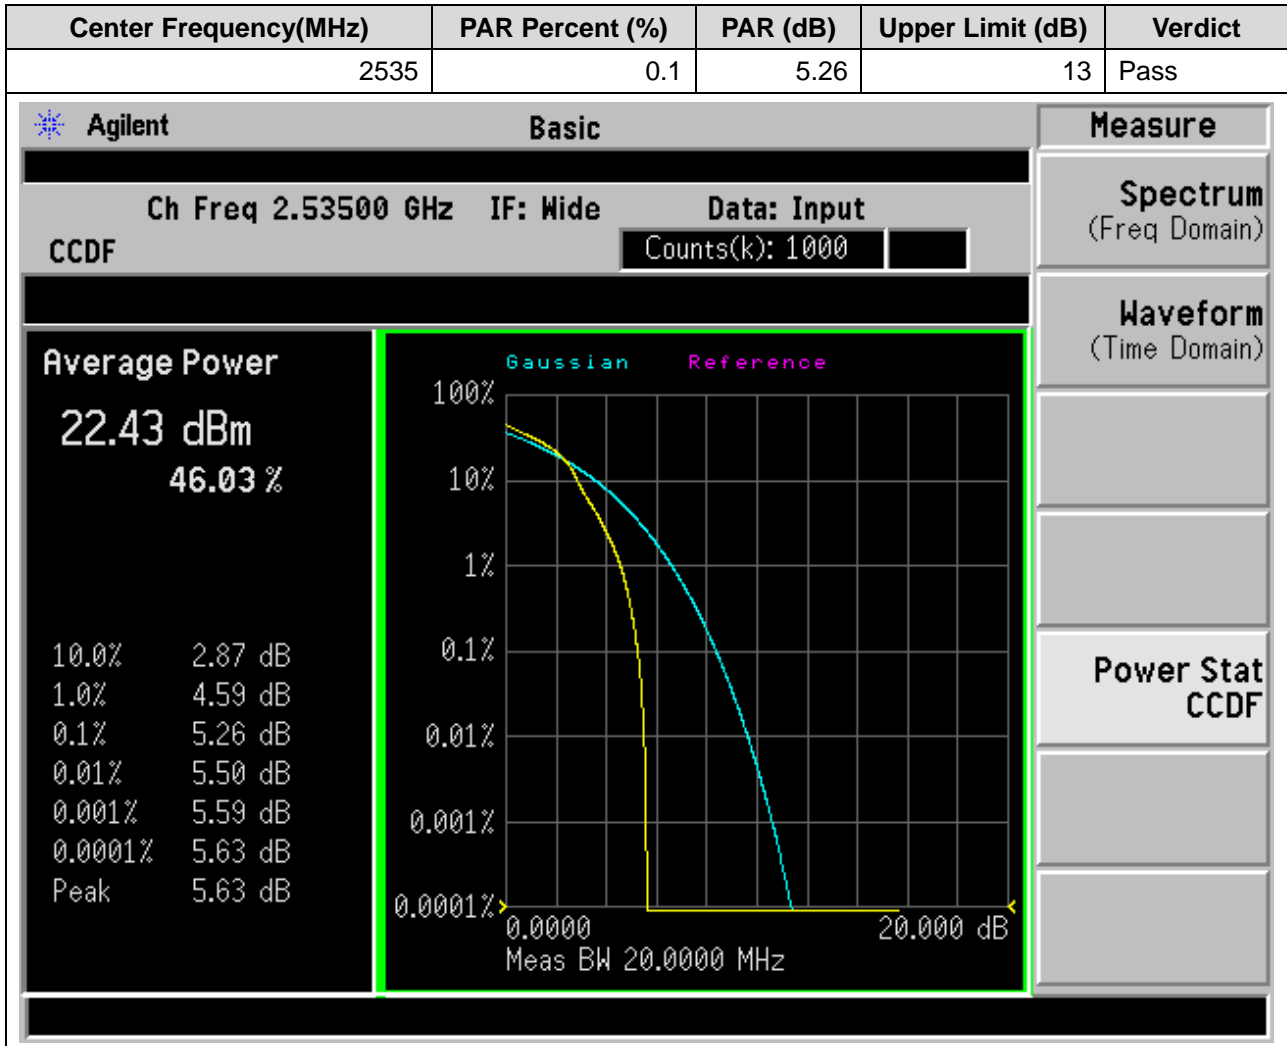 Center Frequency(MHz) PAR Percent (%) PAR (dB) Upper Limit (dB) Verdict
2535 0.1 5.26 13 Pass
Agilent Basic Measure
Ch Freq 2.53500 GHz IF: Wide Data: Input
CCDF Counts(k): 1000
Spectrum
(Freq Domain)
Waveform
(Time Domain)
Power Stat
CCDF
Average Power
22.43 dBm
46.03 %
10.0% 2.87 dB
1.0% 4.59 dB
0.1% 5.26 dB
0.01% 5.50 dB
0.001% 5.59 dB
0.0001% 5.63 dB
Peak 5.63 dB
Gaussian Reference
100%
10%
1%
0.1%
0.01%
0.001%
0.0001%
0.0000 20.000 dB
Meas BW 20.0000 MHz